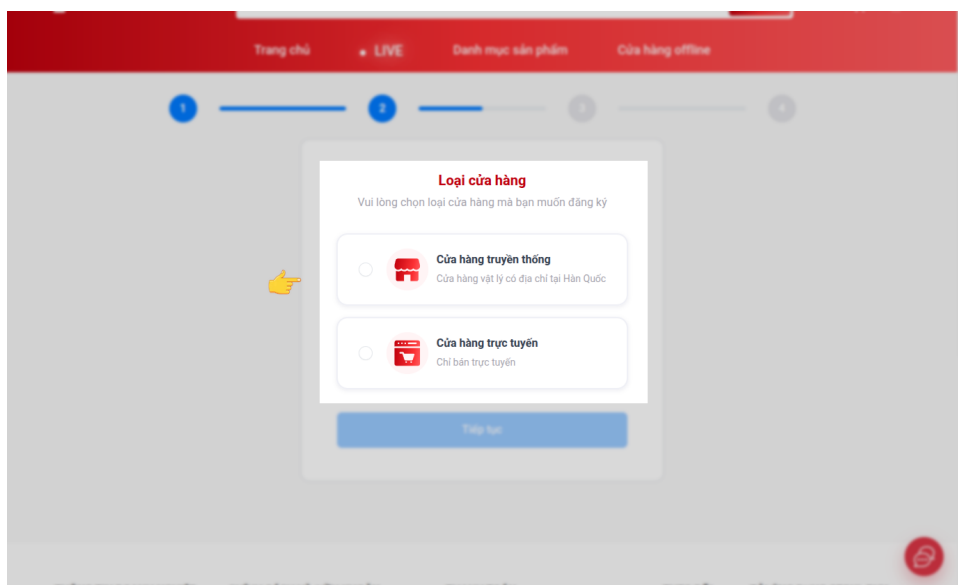 Trang chủ
LIVE
Danh mục sản phẩm
Cửa hàng offline
1
2
3
4
Loại cửa hàng
Vui lòng chọn loại cửa hàng mà bạn muốn đăng ký
Cửa hàng truyền thống
Cửa hàng vật lý có địa chỉ tại Hàn Quốc
Cửa hàng trực tuyến
Chỉ bán trực tuyến
Tiếp tục